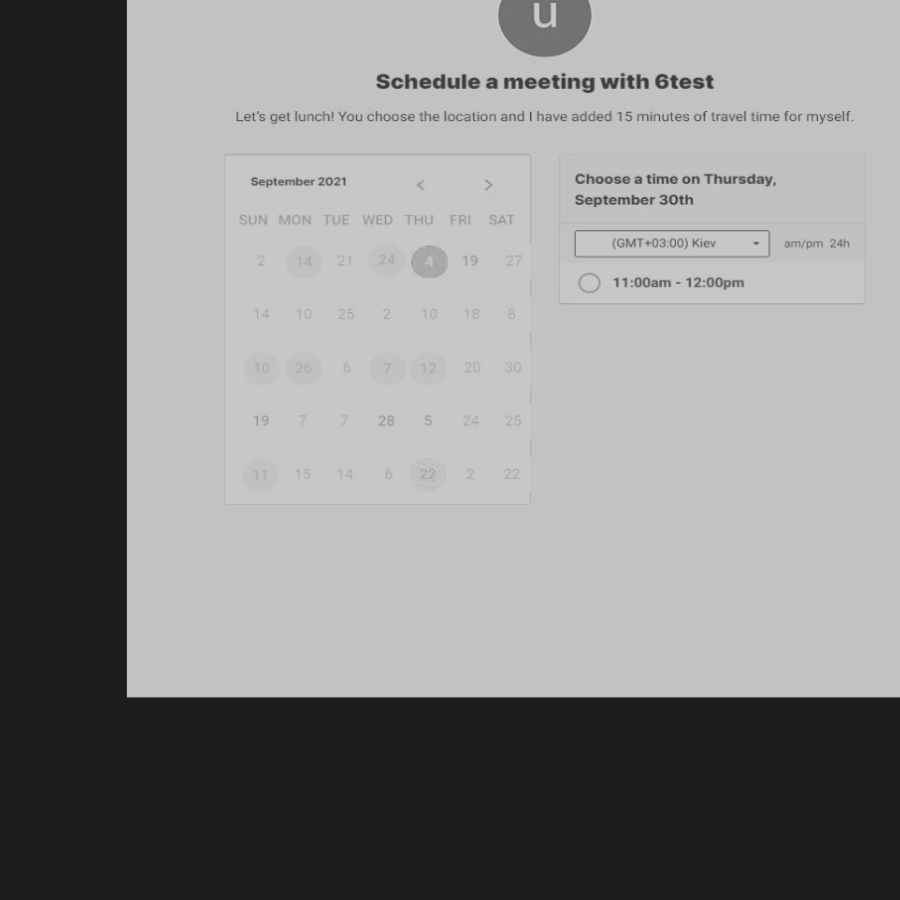 u
Schedule a meeting with 6test
Let's get lunch! You choose the location and I have added 15 minutes of travel time for myself.
September 2021 < >
SUN MON TUE WED THU FRI SAT
2 14 21 24 4 19 27
14 10 25 2 10 18 8
10 26 6 7 12 20 30
19 7 7 28 5 24 25
11 15 14 6 22 2 22
Choose a time on Thursday,
September 30th
(GMT+03:00) Kiev am/pm 24h
11:00am - 12:00pm